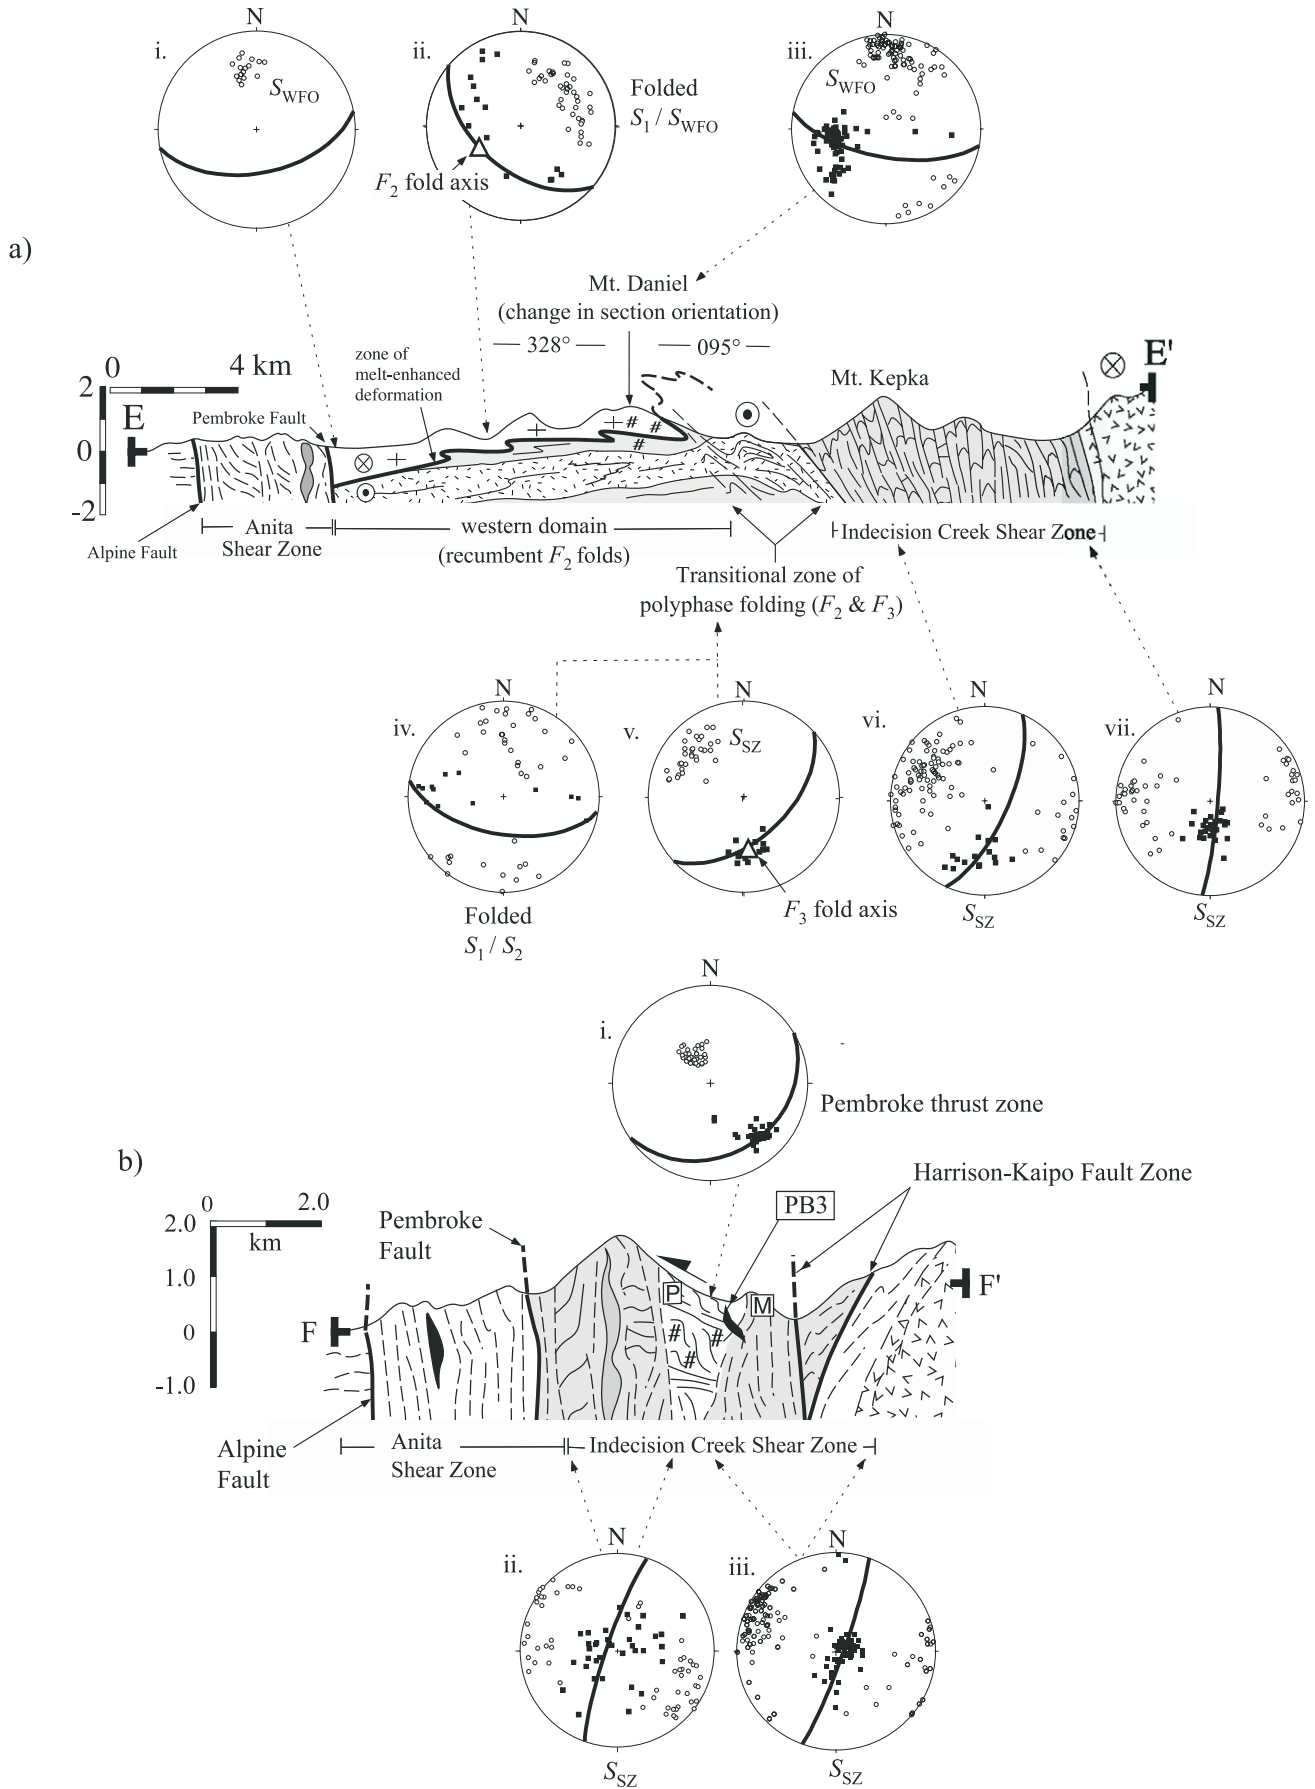 N
N
N
i.
ii.
iii.
S_WFO
Folded
S_1 / S_WFO
S_WFO
F_2 fold axis
a)
Mt. Daniel
(change in section orientation)
328°
095°
0
4 km
zone of
melt-enhanced
deformation
Mt. Kepka
E'
2
E
Pembroke Fault
#
#
0
#
-2
Alpine Fault
Anita
Shear Zone
western domain
(recumbent F_2 folds)
Indecision Creek Shear Zone
Transitional zone of
polyphase folding (F_2 & F_3)
N
N
N
N
iv.
v.
vi.
vii.
S_SZ
F_3 fold axis
Folded
S_1 / S_2
S_SZ
S_SZ
N
i.
Pembroke thrust zone
b)
Harrison-Kaipo Fault Zone
0
2.0
km
PB3
Pembroke
Fault
2.0
1.0
P
M
F'
F
0
#
#
#
-1.0
Alpine
Fault
Anita
Shear Zone
Indecision Creek Shear Zone
N
N
ii.
iii.
S_SZ
S_SZ